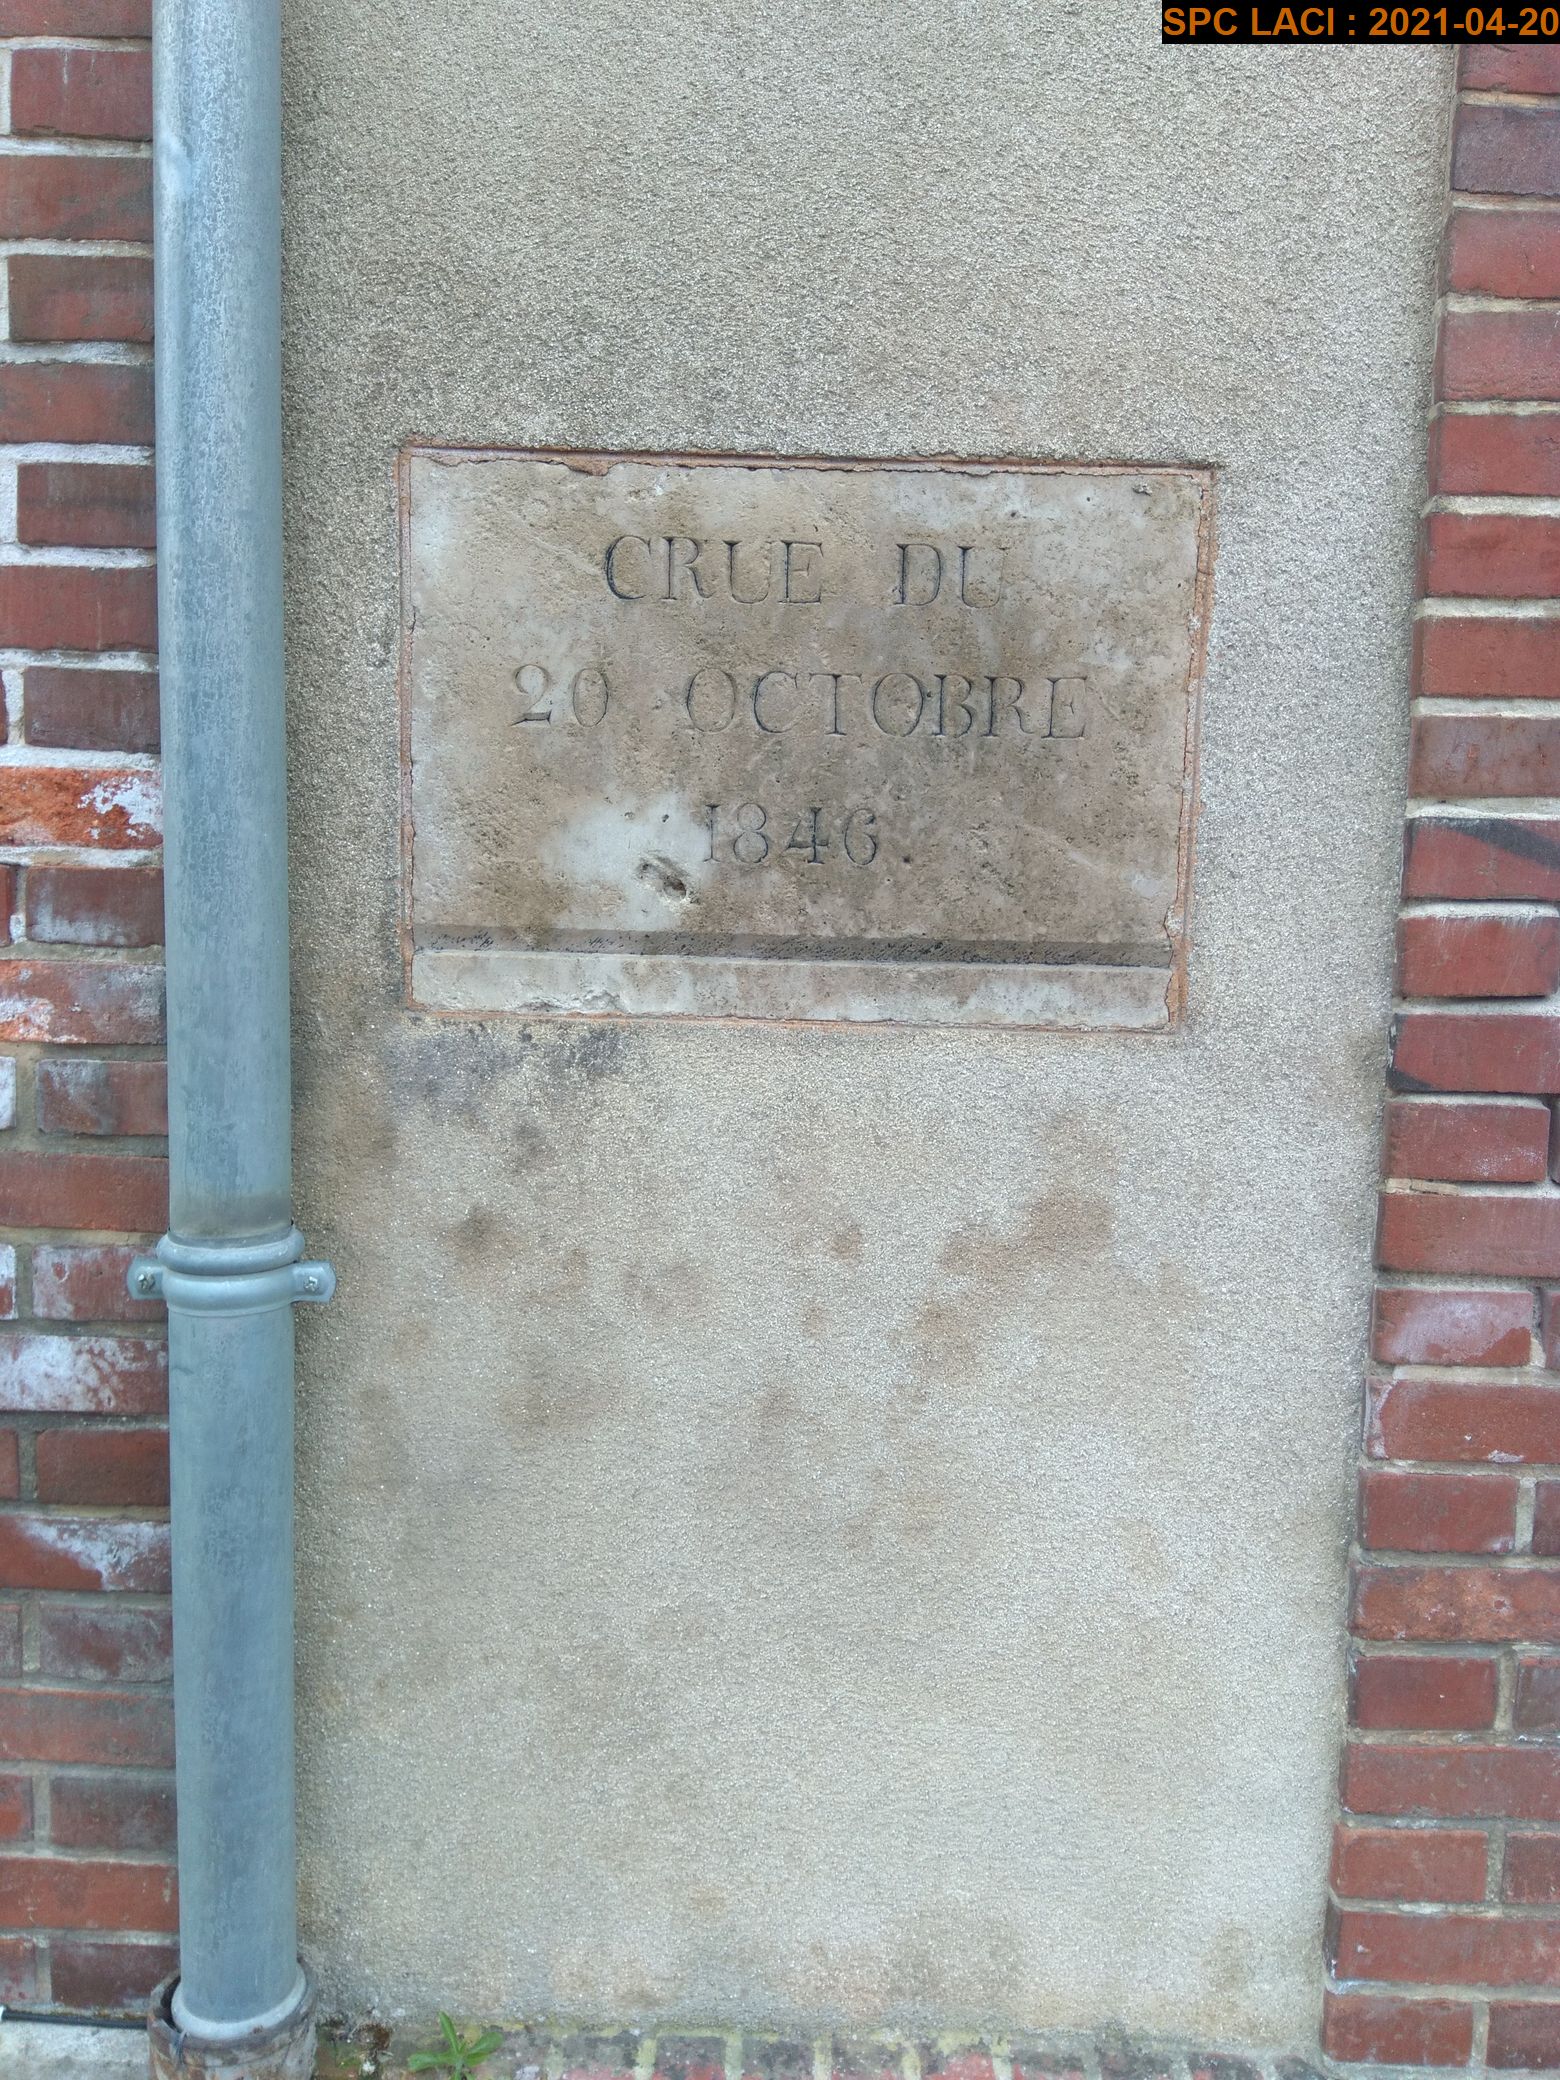 SPC LACI : 2021-04-20
CRUE DU
20 OCTOBRE
1846.